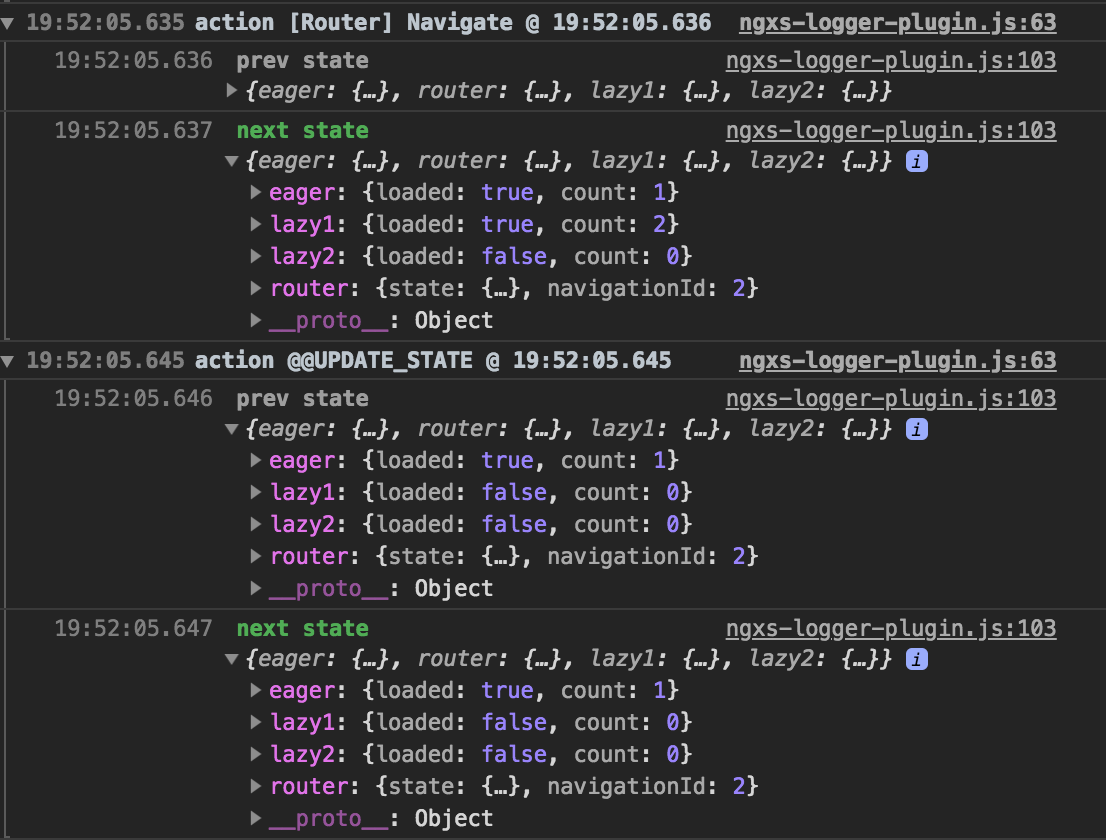 19:52:05.635 action [Router] Navigate @ 19:52:05.636 ngxs-logger-plugin.js:63
19:52:05.636 prev state ngxs-logger-plugin.js:103
{eager: {…}, router: {…}, lazy1: {…}, lazy2: {…}}
19:52:05.637 next state ngxs-logger-plugin.js:103
{eager: {…}, router: {…}, lazy1: {…}, lazy2: {…}} i
eager: {loaded: true, count: 1}
lazy1: {loaded: true, count: 2}
lazy2: {loaded: false, count: 0}
router: {state: {…}, navigationId: 2}
__proto__: Object
19:52:05.645 action @@UPDATE_STATE @ 19:52:05.645 ngxs-logger-plugin.js:63
19:52:05.646 prev state ngxs-logger-plugin.js:103
{eager: {…}, router: {…}, lazy1: {…}, lazy2: {…}} i
eager: {loaded: true, count: 1}
lazy1: {loaded: false, count: 0}
lazy2: {loaded: false, count: 0}
router: {state: {…}, navigationId: 2}
__proto__: Object
19:52:05.647 next state ngxs-logger-plugin.js:103
{eager: {…}, router: {…}, lazy1: {…}, lazy2: {…}} i
eager: {loaded: true, count: 1}
lazy1: {loaded: false, count: 0}
lazy2: {loaded: false, count: 0}
router: {state: {…}, navigationId: 2}
__proto__: Object